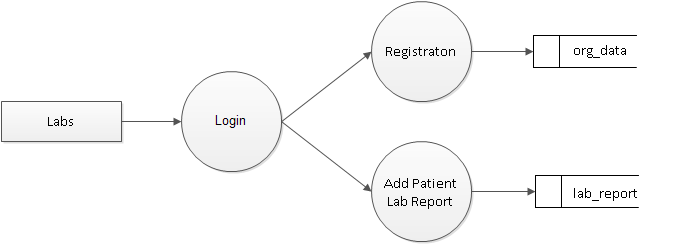 Labs
Login
Registraton
org_data
Add Patient
Lab Report
lab_report